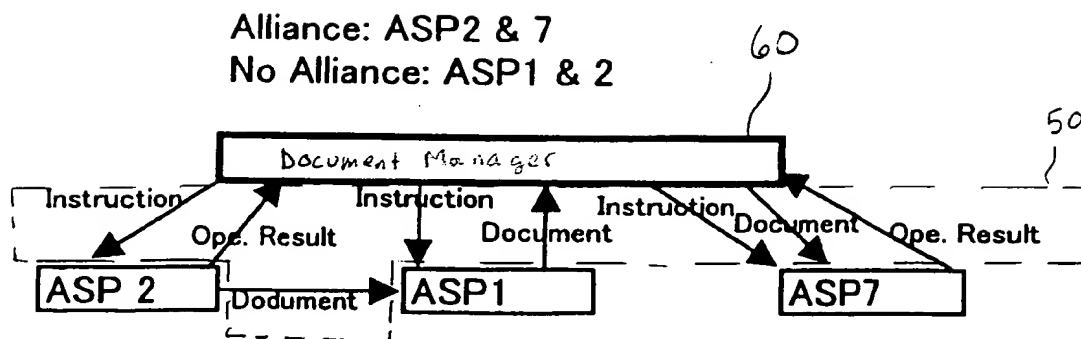 Alliance: ASP2 & 7
No Alliance: ASP1 & 2
60
50
Document Manager
Instruction
Ope. Result
Instruction
Document
Instruction
Document
Ope. Result
ASP 2
Dodument
ASP1
ASP7